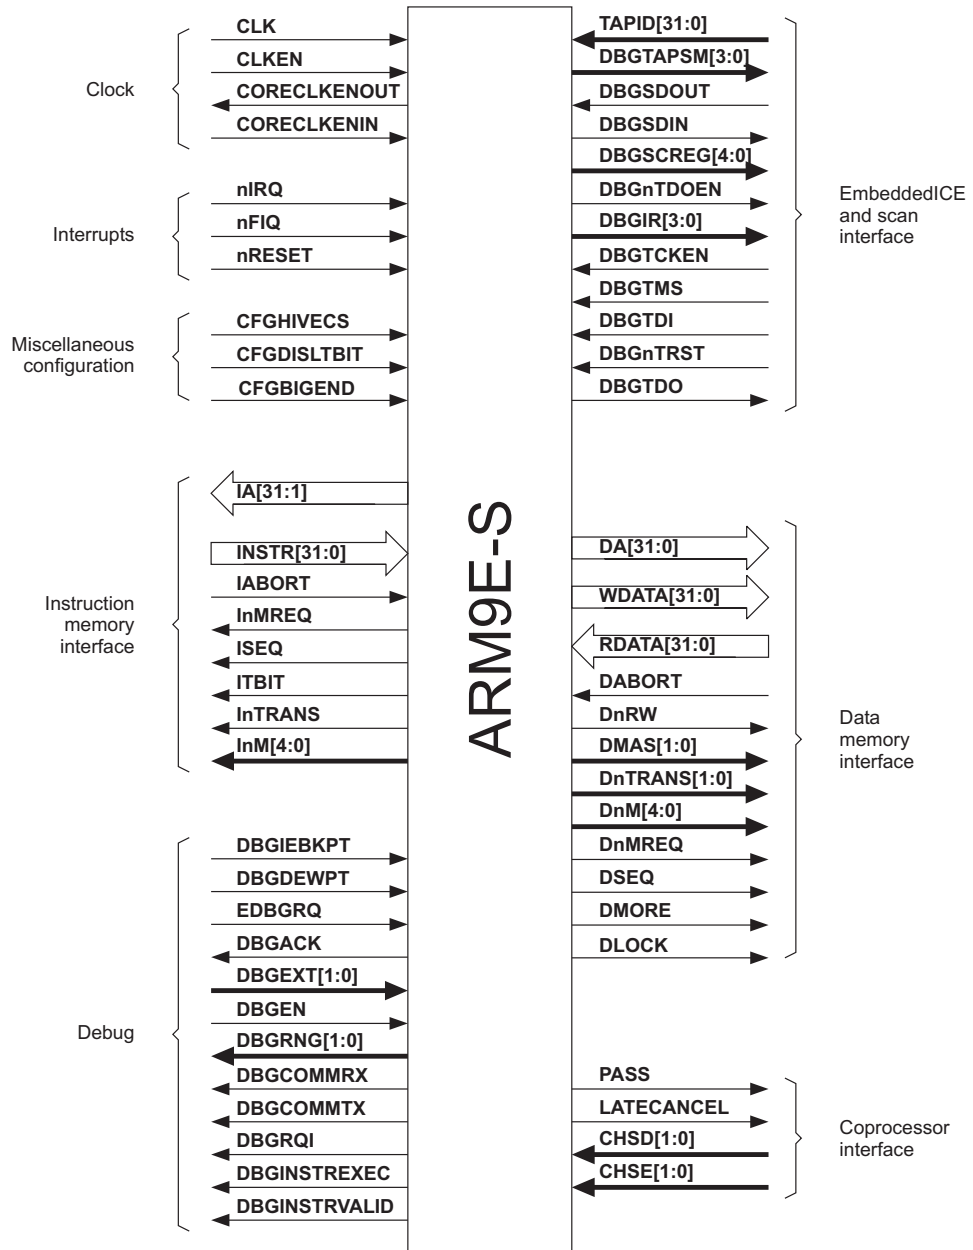 Clock
CLK
CLKEN
CORECLKENOUT
CORECLKENIN
Interrupts
nIRQ
nFIQ
nRESET
Miscellaneous
configuration
CFGHIVECS
CFGDISLTBIT
CFGBIGEND
Instruction
memory
interface
IA[31:1]
INSTR[31:0]
IABORT
InMREQ
ISEQ
ITBIT
InTRANS
InM[4:0]
Debug
DBGIEBKPT
DBGDEWPT
EDBGRQ
DBGACK
DBGEXT[1:0]
DBGEN
DBGRNG[1:0]
DBGCOMMRX
DBGCOMMTX
DBGRQI
DBGINSTREXEC
DBGINSTRVALID
ARM9E-S
TAPID[31:0]
DBGTAPSM[3:0]
DBGSDOUT
DBGSDIN
DBGSCREG[4:0]
DBGnTDOEN
DBGIR[3:0]
DBGTCKEN
DBGTMS
DBGTDI
DBGnTRST
DBGTDO
EmbeddedICE
and scan
interface
DA[31:0]
WDATA[31:0]
RDATA[31:0]
DABORT
DnRW
DMAS[1:0]
DnTRANS[1:0]
DnM[4:0]
DnMREQ
DSEQ
DMORE
DLOCK
Data
memory
interface
PASS
LATECANCEL
CHSD[1:0]
CHSE[1:0]
Coprocessor
interface